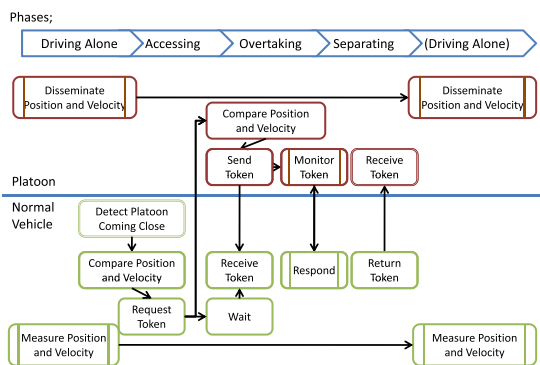 Phases;
Driving Alone
Accessing
Overtaking
Separating
(Driving Alone)
Disseminate
Position and Velocity
Disseminate
Position and Velocity
Compare Position
and Velocity
Send
Token
Monitor
Token
Receive
Token
Platoon
Normal
Vehicle
Detect Platoon
Coming Close
Compare Position
and Velocity
Receive
Token
Respond
Return
Token
Request
Token
Wait
Measure Position
and Velocity
Measure Position
and Velocity